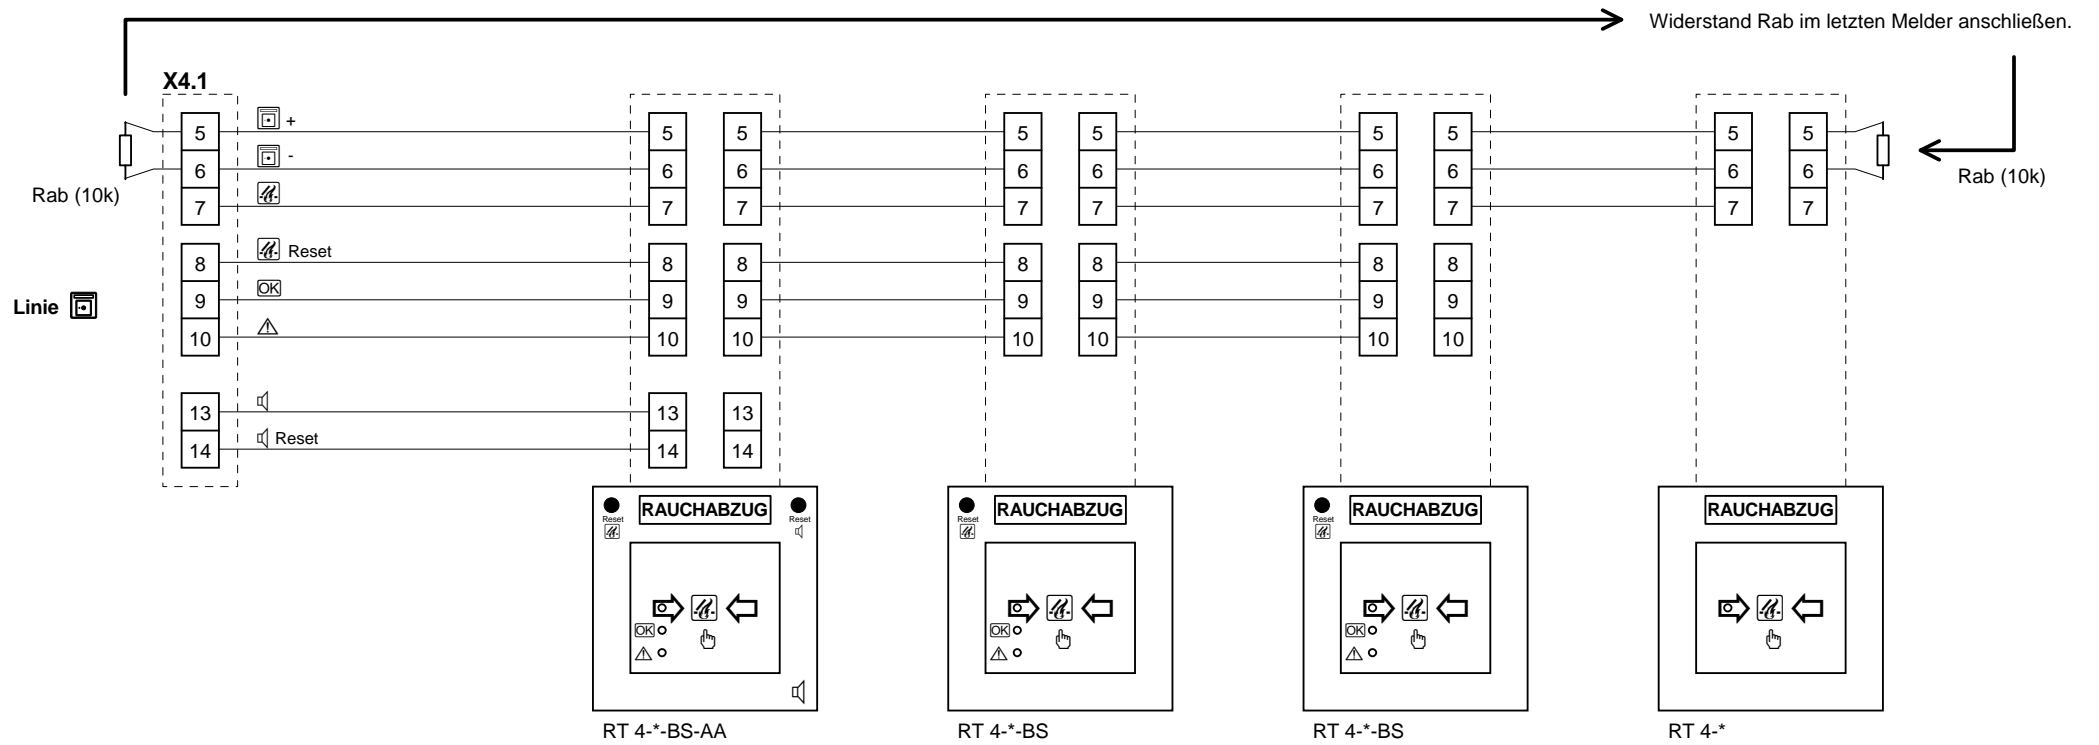 Widerstand Rab im letzten Melder anschließen.
X4.1
+
5 5 5 5 5 5 5 5 5
-
6 6 6 6 6 6 6 6 6
Rab (10k)
Rab (10k)
7 7 7 7 7 7 7 7 7
Reset
8 8 8 8 8 8 8
OK
Linie
9 9 9 9 9 9 9
10 10 10 10 10 10 10
13 13 13
Reset
14 14 14
RAUCHABZUG RAUCHABZUG RAUCHABZUG RAUCHABZUG
Reset Reset Reset Reset
OK OK OK
RT 4-*-BS-AA RT 4-*-BS RT 4-*-BS RT 4-*